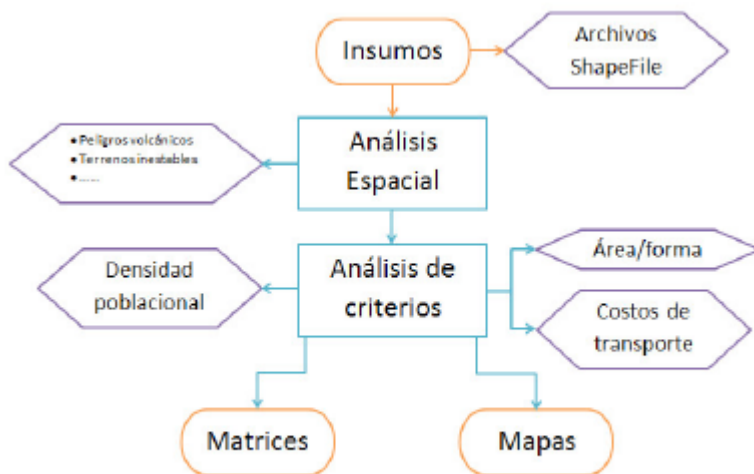 Insumos
Archivos
ShapeFile
• Peligros volcánicos
• Terrenos inestables
• ......
Análisis
Espacial
Densidad
poblacional
Análisis de
criterios
Área/forma
Costos de
transporte
Matrices
Mapas